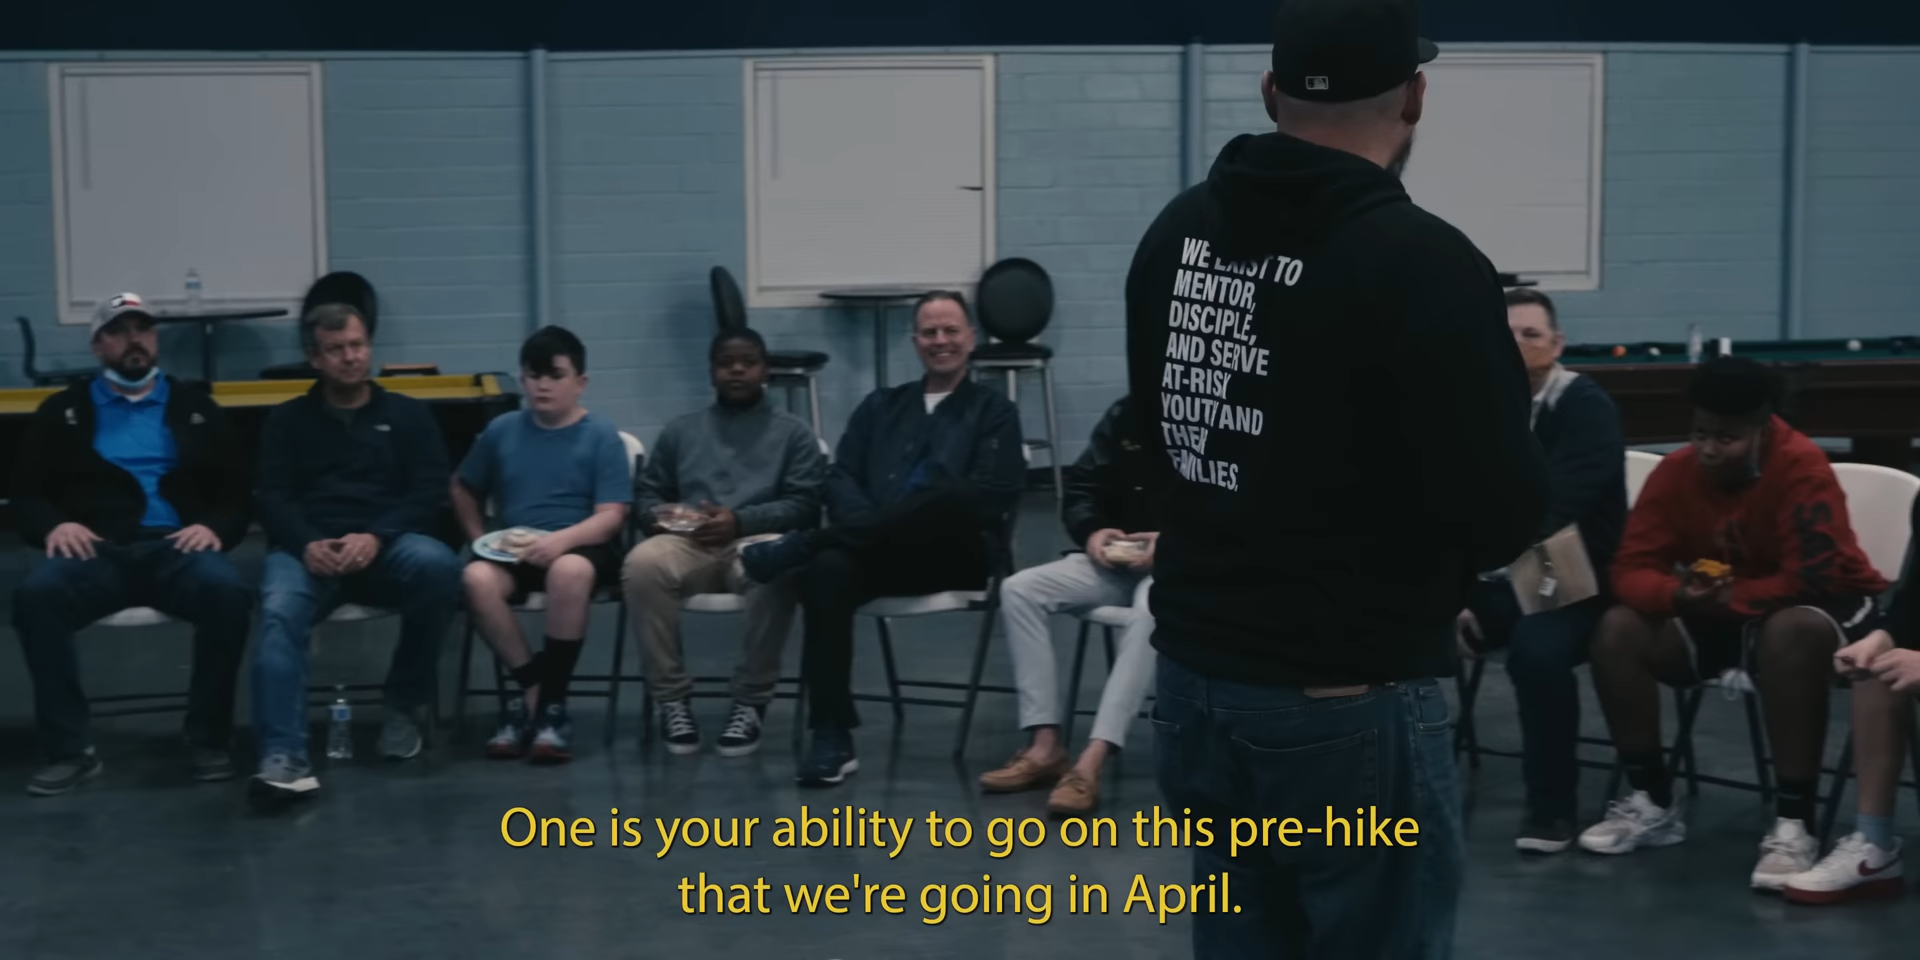 WE EXIST TO
MENTOR,
DISCIPLE,
AND SERVE
AT-RISK
YOUTH AND
THEIR
FAMILIES.
One is your ability to go on this pre-hike
that we're going in April.